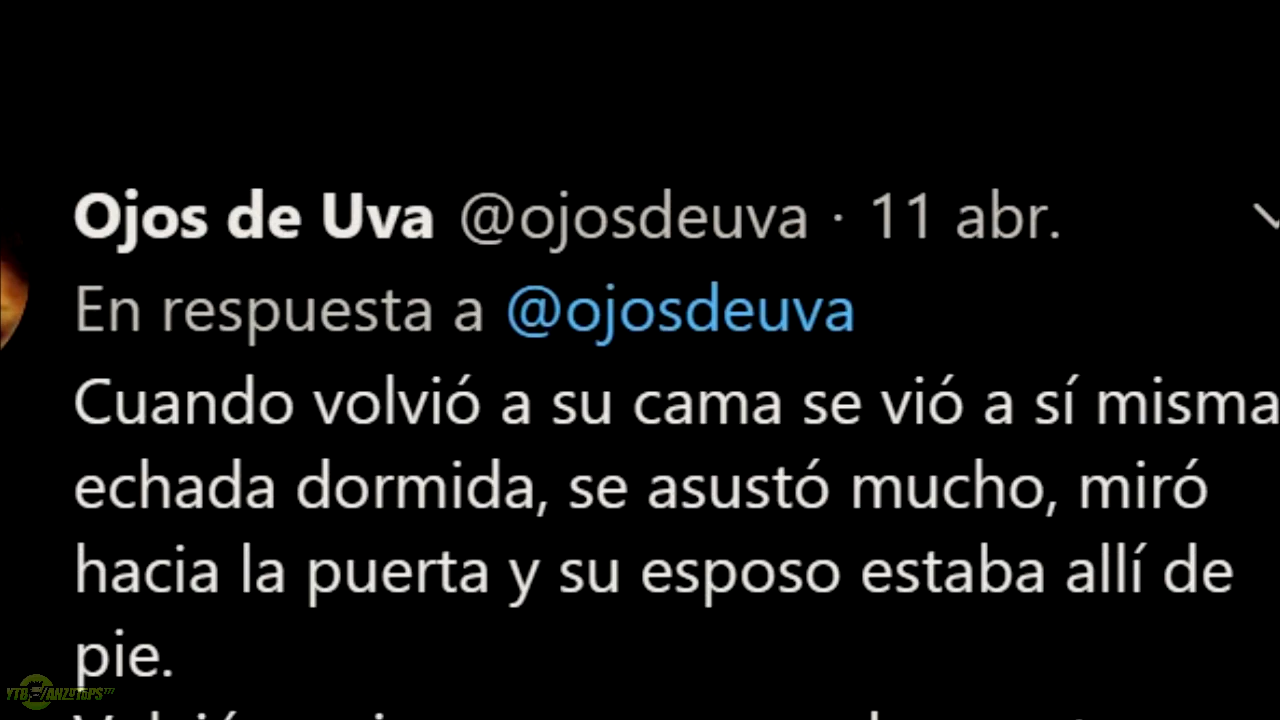 Ojos de Uva @ojosdeuva · 11 abr.
En respuesta a @ojosdeuva
Cuando volvió a su cama se vió a sí misma
echada dormida, se asustó mucho, miró
hacia la puerta y su esposo estaba allí de
pie.